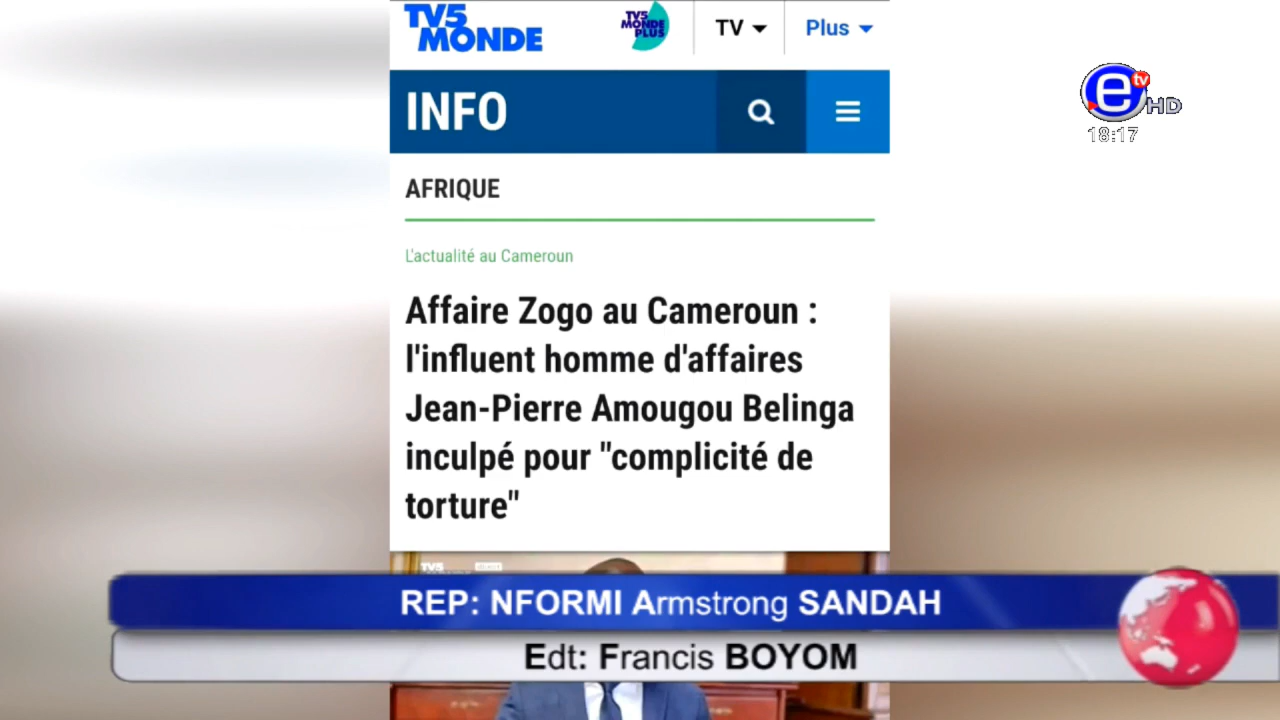 TV5
MONDE
TV5
MONDE
PLUS
TV
Plus
e tv HD
18:17
INFO
AFRIQUE
L'actualité au Cameroun
Affaire Zogo au Cameroun :
l'influent homme d'affaires
Jean-Pierre Amougou Belinga
inculpé pour "complicité de
torture"
TV5
direct
REP: NFORMI Armstrong SANDAH
Edt: Francis BOYOM